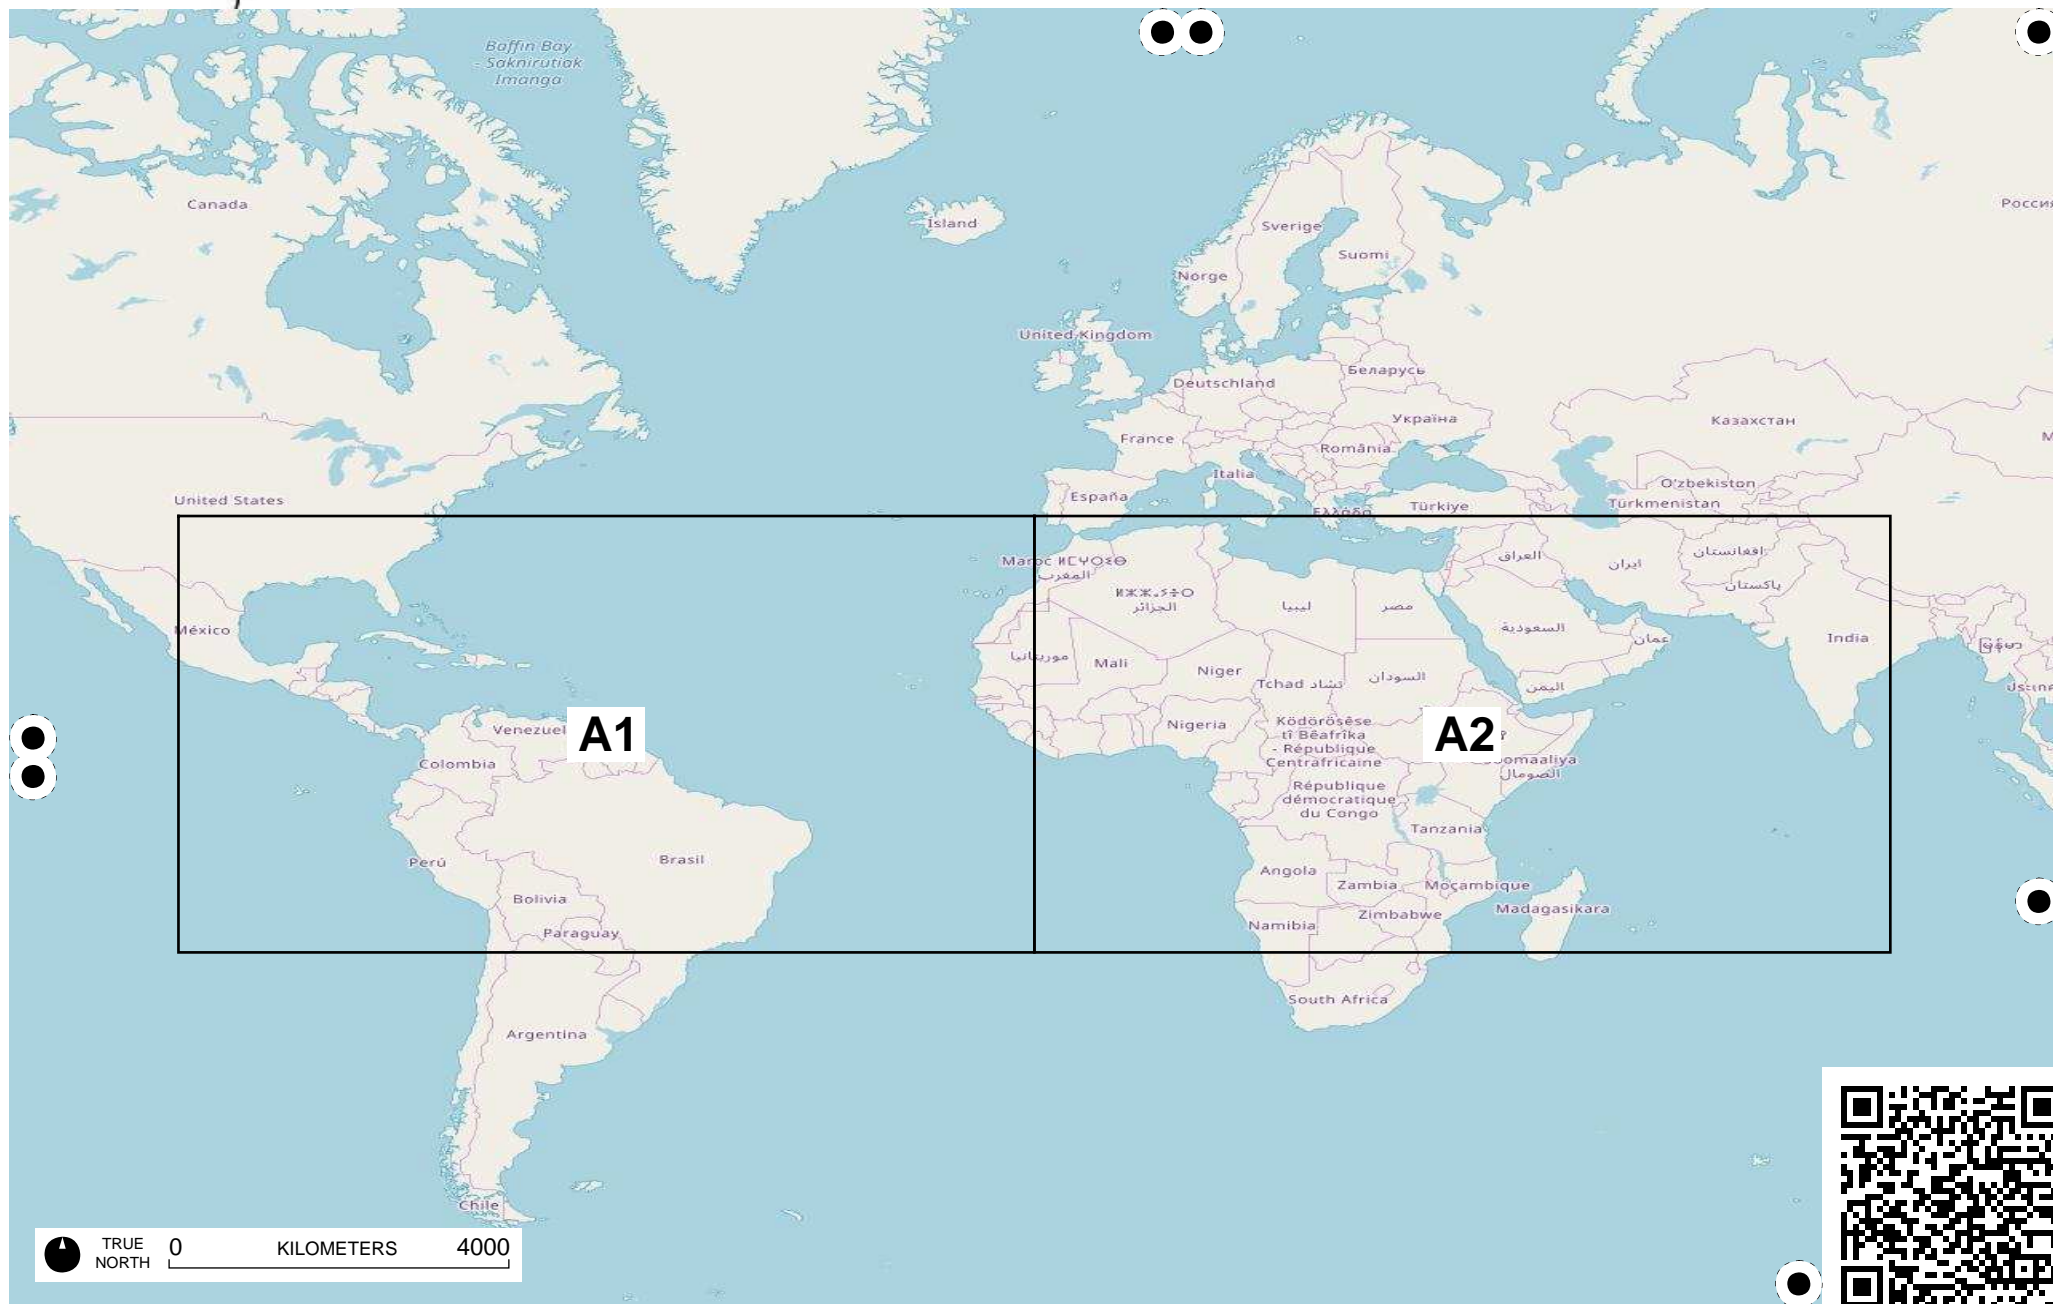 Baffin Bay
- Saknirutiak
Imanga
Canada
Ísland
Sverige
Suomi
Norge
United Kingdom
Беларусь
Deutschland
Україна
Казахстан
France
România
Italia
O'zbekiston
United States
España
Türkmenistan
Türkiye
Ελλάδα
العراق
افغانستان
ایران
Maroc ⵍⵎⵖⵔⵉⴱ
المغرب
پاکستان
الجزائر
ليبيا
مصر
México
السعودية
عمان
India
موريتانيا
Mali
Niger
Tchad تشاد
السودان
اليمن
Nigeria
Ködörösêse
tî Bêafrîka
- République
Centrafricaine
A1
A2
Colombia
الصومال
République
démocratique
du Congo
Tanzania
Perú
Brasil
Angola
Zambia
Moçambique
Bolivia
Madagasikara
Zimbabwe
Namibia
Paraguay
South Africa
Argentina
Chile
TRUE
NORTH
0 KILOMETERS 4000